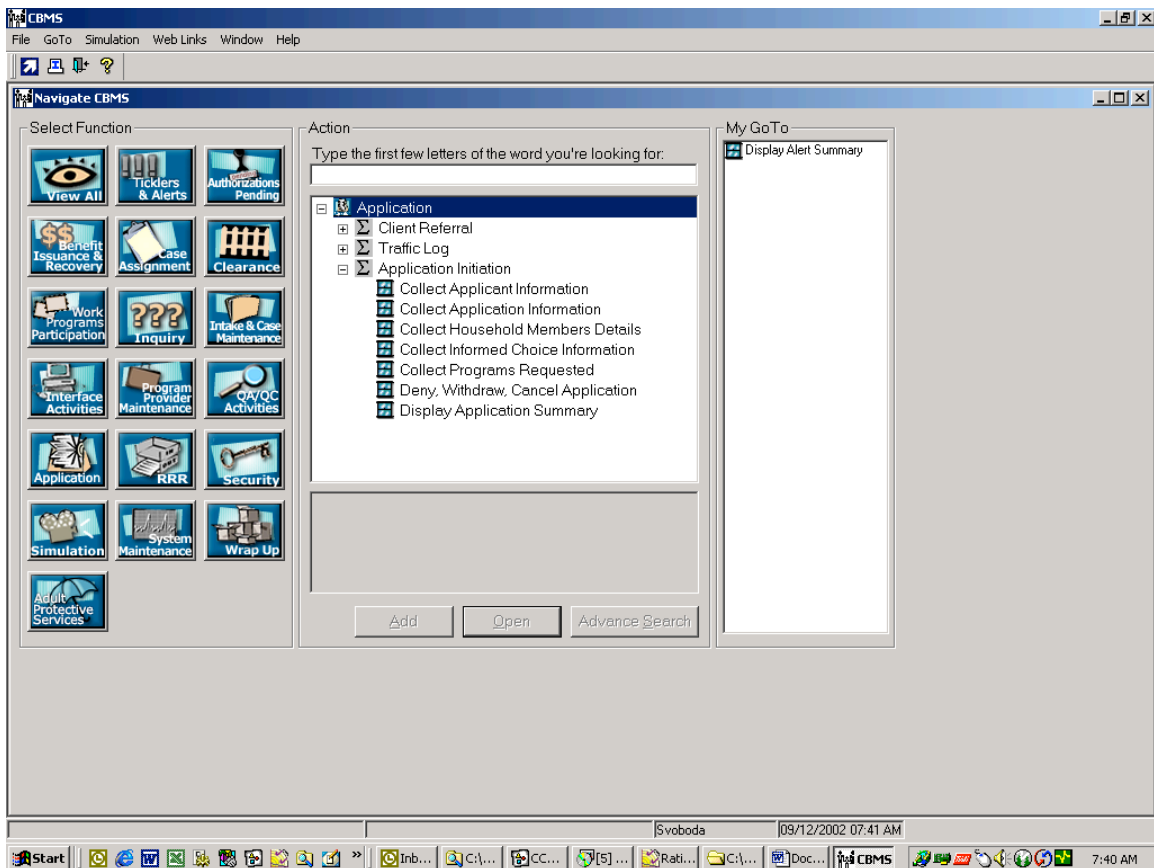 CBMS
File GoTo Simulation Web Links Window Help
Navigate CBMS
Select Function
View All
Ticklers & Alerts
Authorizations Pending
Benefit Issuance & Recovery
Case Assignment
Clearance
Work Programs Participation
Inquiry
Intake & Case Maintenance
Interface Activities
Program Provider Maintenance
QA/QC Activities
Application
RRR
Security
Simulation
System Maintenance
Wrap Up
Adult Protective Services
Action
Type the first few letters of the word you're looking for:
Application
Client Referral
Traffic Log
Application Initiation
Collect Applicant Information
Collect Application Information
Collect Household Members Details
Collect Informed Choice Information
Collect Programs Requested
Deny, Withdraw, Cancel Application
Display Application Summary
Add Open Advance Search
My GoTo
Display Alert Summary
Svoboda 09/12/2002 07:41 AM
Start » Inb... C:\... CC... [5] ... Rati... C:\... Doc... CBMS 7:40 AM